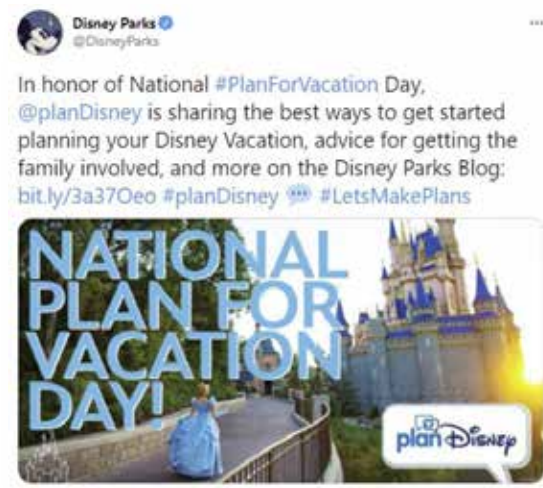 Disney Parks
@DisneyParks
In honor of National #PlanForVacation Day,
@planDisney is sharing the best ways to get started
planning your Disney Vacation, advice for getting the
family involved, and more on the Disney Parks Blog:
bit.ly/3a37Oeo #planDisney 💬 #LetsMakePlans
NATIONAL
PLAN FOR
VACATION
DAY!
plan Disney